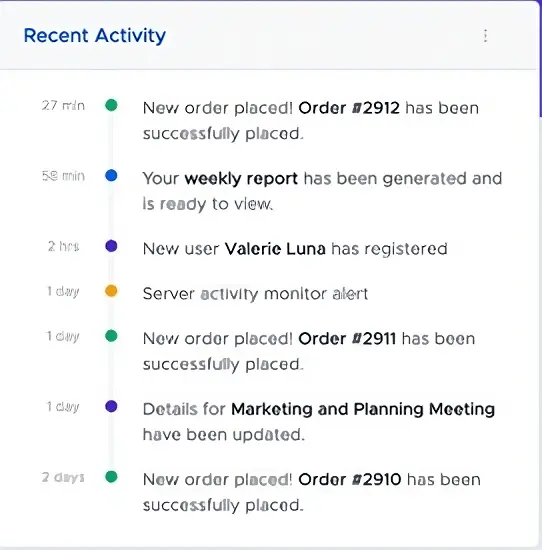 Recent Activity
27 min
New order placed! Order #2912 has been
successfully placed.
58 min
Your weekly report has been generated and
is ready to view.
2 hrs
New user Valerie Luna has registered
1 day
Server activity monitor alert
1 day
New order placed! Order #2911 has been
successfully placed.
1 day
Details for Marketing and Planning Meeting
have been updated.
2 days
New order placed! Order #2910 has been
successfully placed.